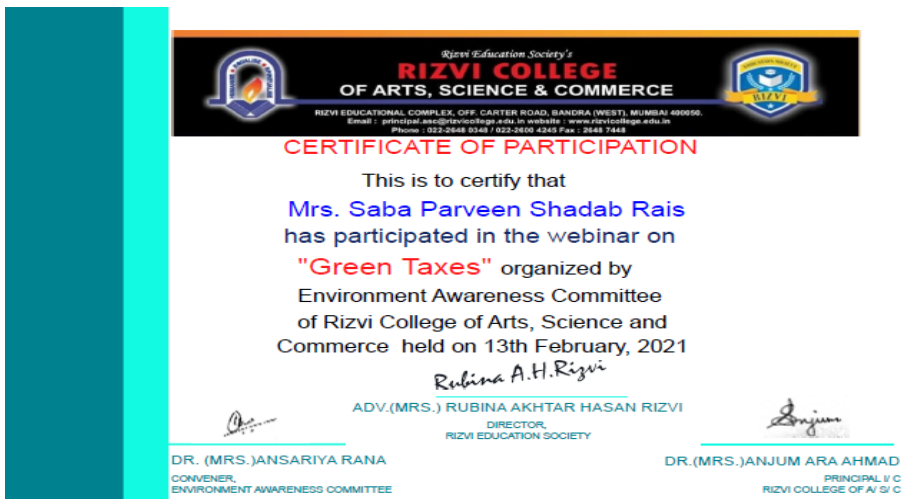 Rizvi Education Society's
RIZVI COLLEGE
OF ARTS, SCIENCE & COMMERCE
RIZVI EDUCATIONAL COMPLEX, OFF. CARTER ROAD, BANDRA (WEST), MUMBAI 400050.
Email : principal.asc@rizvicollege.edu.in website : www.rizvicollege.edu.in
Phone : 022-2648 0348 / 022-2600 4245 Fax : 2648 7448
RIZVI
CERTIFICATE OF PARTICIPATION
This is to certify that
Mrs. Saba Parveen Shadab Rais
has participated in the webinar on
"Green Taxes" organized by
Environment Awareness Committee
of Rizvi College of Arts, Science and
Commerce held on 13th February, 2021
Rubina A.H.Rizvi
ADV.(MRS.) RUBINA AKHTAR HASAN RIZVI
DIRECTOR,
RIZVI EDUCATION SOCIETY
Anjum
DR. (MRS.)ANSARIYA RANA
CONVENER,
ENVIRONMENT AWARENESS COMMITTEE
DR.(MRS.)ANJUM ARA AHMAD
PRINCIPAL I/ C
RIZVI COLLEGE OF A/ S/ C